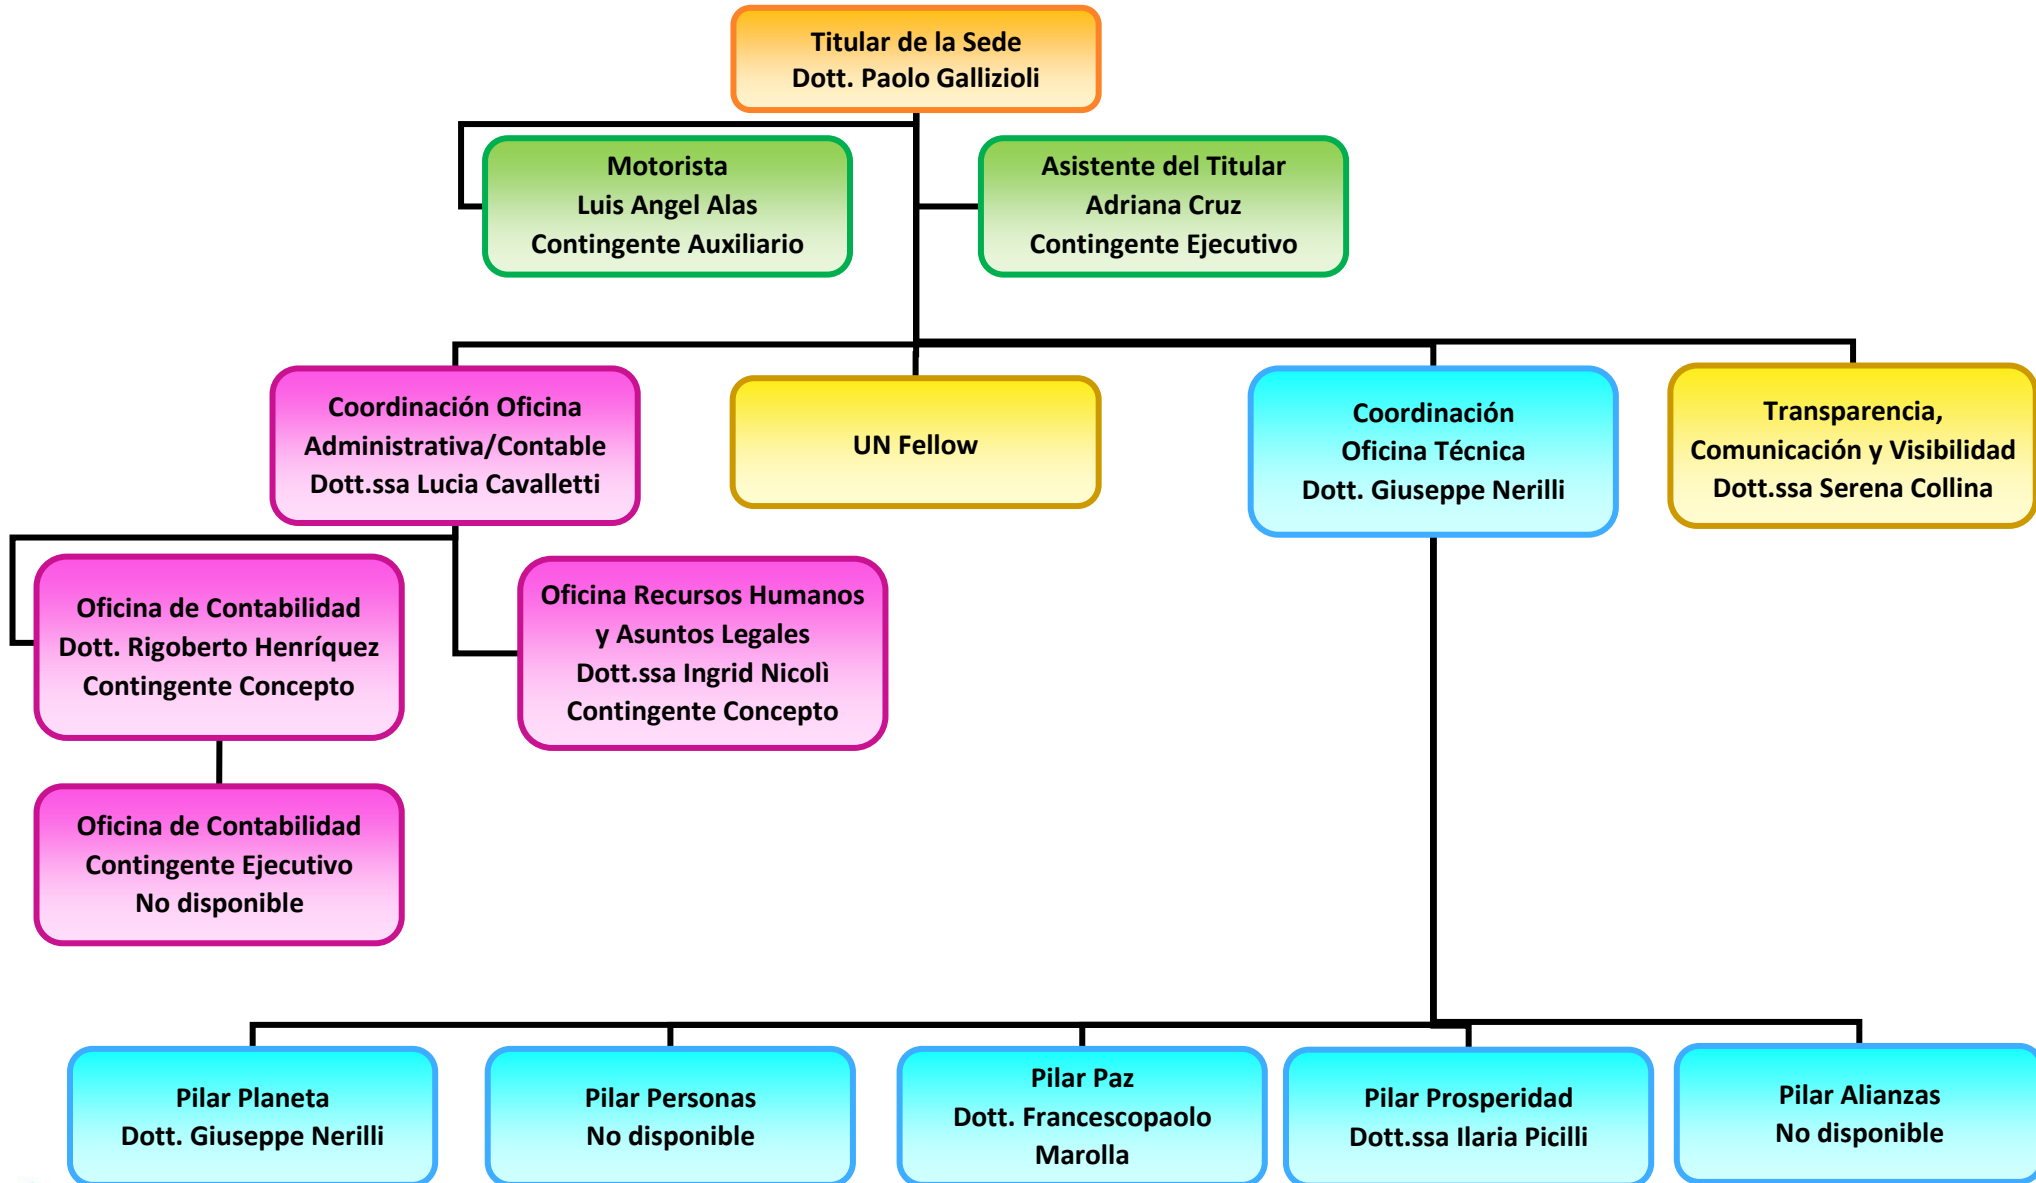 Titular de la Sede
Dott. Paolo Gallizioli
Motorista
Luis Angel Alas
Contingente Auxiliario
Asistente del Titular
Adriana Cruz
Contingente Ejecutivo
Coordinación Oficina
Administrativa/Contable
Dott.ssa Lucia Cavalletti
UN Fellow
Coordinación
Oficina Técnica
Dott. Giuseppe Nerilli
Transparencia,
Comunicación y Visibilidad
Dott.ssa Serena Collina
Oficina de Contabilidad
Dott. Rigoberto Henríquez
Contingente Concepto
Oficina Recursos Humanos
y Asuntos Legales
Dott.ssa Ingrid Nicolì
Contingente Concepto
Oficina de Contabilidad
Contingente Ejecutivo
No disponible
Pilar Planeta
Dott. Giuseppe Nerilli
Pilar Personas
No disponible
Pilar Paz
Dott. Francescopaolo
Marolla
Pilar Prosperidad
Dott.ssa Ilaria Picilli
Pilar Alianzas
No disponible